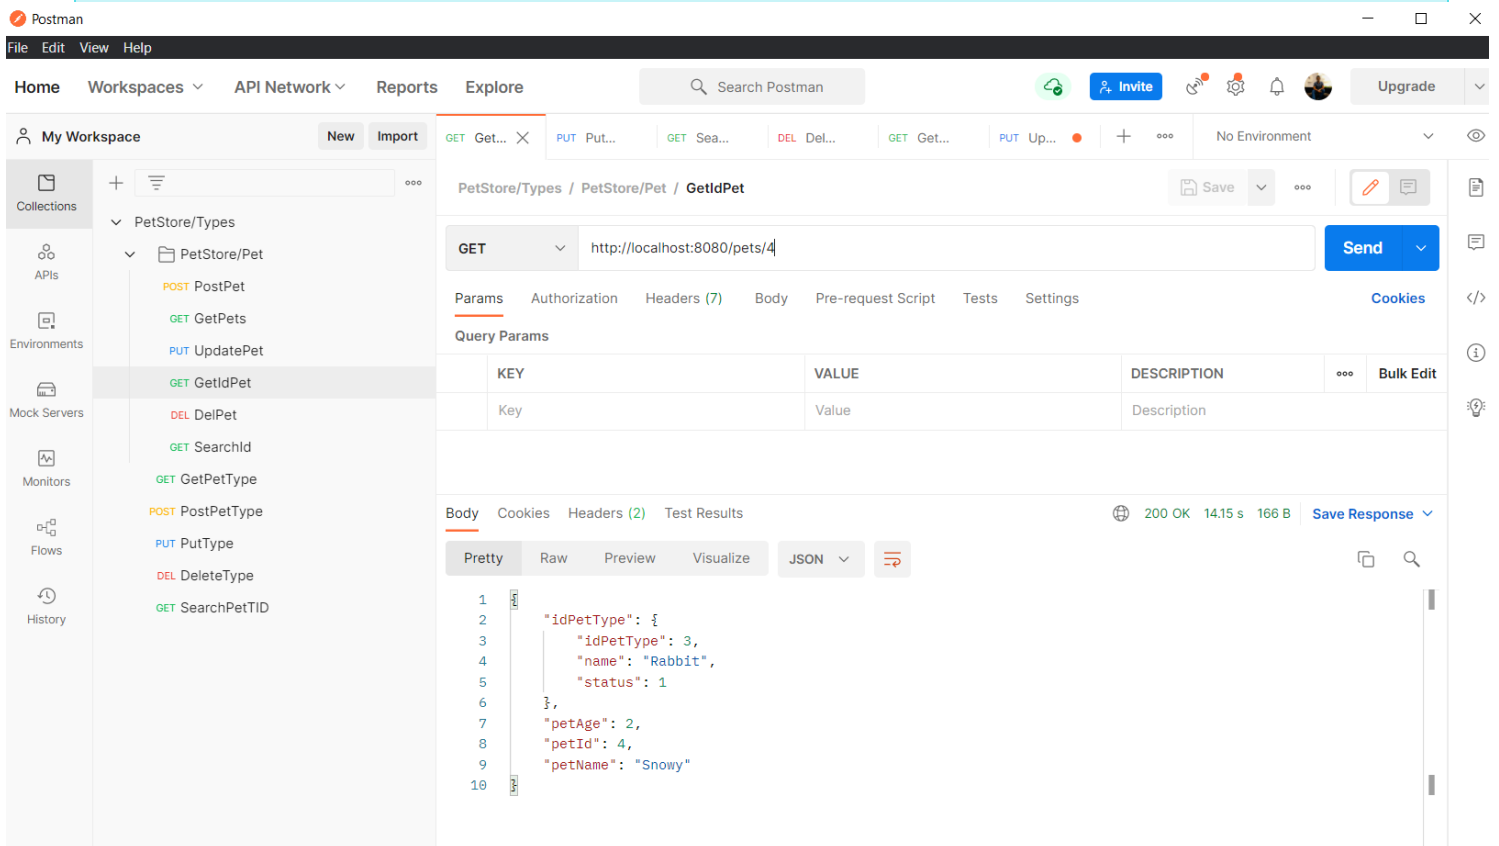 Postman
File Edit View Help
Home Workspaces API Network Reports Explore Search Postman Invite Upgrade
My Workspace New Import
GET Get... PUT Put... GET Sea... DEL Del... GET Get... PUT Up... No Environment
Collections
APIs
Environments
Mock Servers
Monitors
Flows
History
PetStore/Types
PetStore/Pet
POST PostPet
GET GetPets
PUT UpdatePet
GET GetIdPet
DEL DelPet
GET SearchId
GET GetPetType
POST PostPetType
PUT PutType
DEL DeleteType
GET SearchPetTID
PetStore/Types / PetStore/Pet / GetIdPet Save
GET http://localhost:8080/pets/4 Send
Params Authorization Headers (7) Body Pre-request Script Tests Settings Cookies
Query Params
KEY VALUE DESCRIPTION Bulk Edit
Key Value Description
Body Cookies Headers (2) Test Results 200 OK 14.15 s 166 B Save Response
Pretty Raw Preview Visualize JSON
1 {
2 "idPetType": {
3 "idPetType": 3,
4 "name": "Rabbit",
5 "status": 1
6 },
7 "petAge": 2,
8 "petId": 4,
9 "petName": "Snowy"
10 }